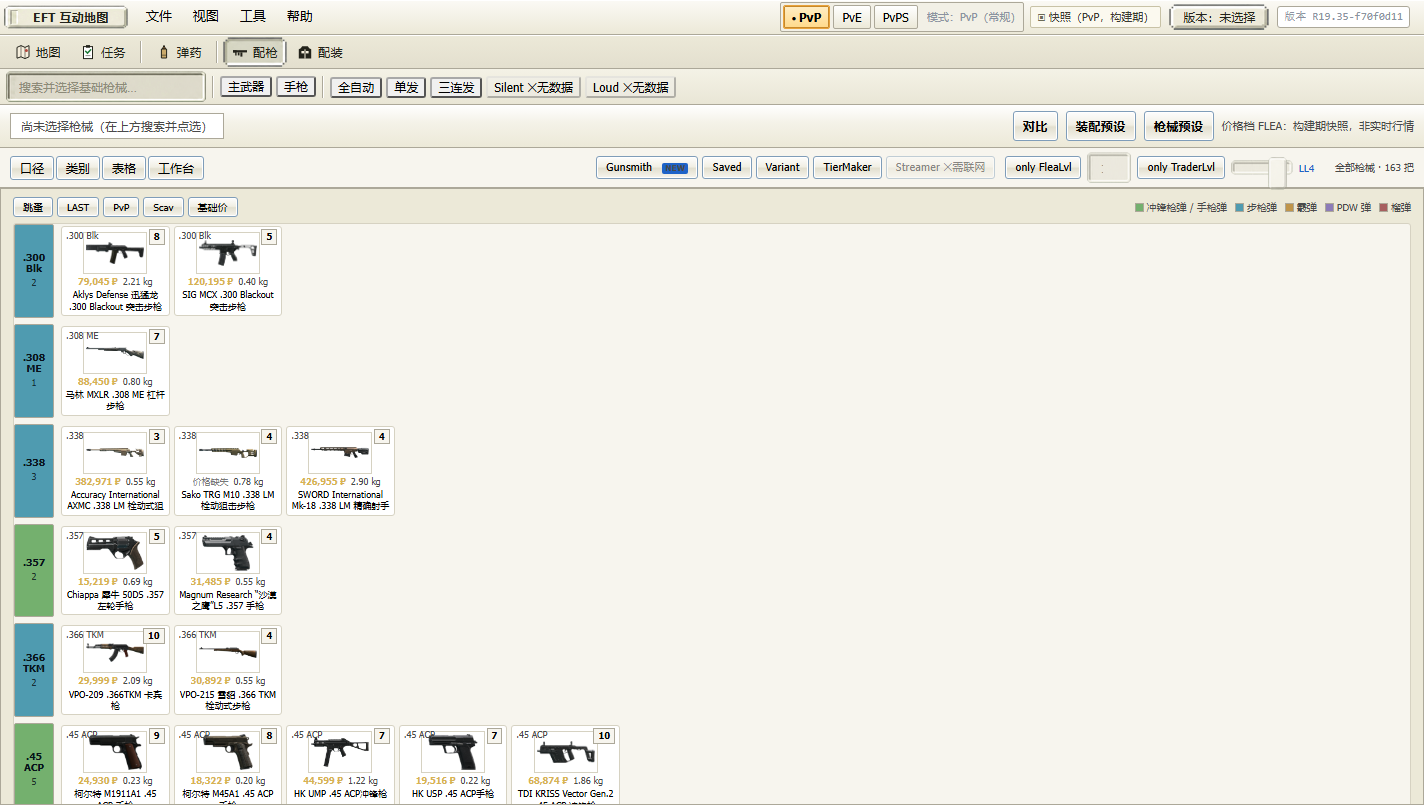 EFT 互动地图 文件 视图 工具 帮助 • PvP PvE PvPS 模式：PvP (常规) 快照 (PvP, 构建期) 版本：未选择 版本 R19.35-f70f0d11
地图 任务 弹药 配枪 配装
搜索并选择基础枪械... 主武器 手枪 全自动 单发 三连发 Silent ✕无数据 Loud ✕无数据
尚未选择枪械（在上方搜索并点选） 对比 装配预设 枪械预设 价格档 FLEA：构建期快照，非实时行情
口径 类别 表格 工作台 Gunsmith NEW Saved Variant TierMaker Streamer ✕需联网 only FleaLvl only TraderLvl LL4 全部枪械 · 163 把
跳蚤 LAST PvP Scav 基础价 冲锋枪弹 / 手枪弹 步枪弹 霰弹 PDW 弹 榴弹
.300
Blk
2
.300 Blk 8
79,045 ₽ 2.21 kg
Aklys Defense 迅猛龙
.300 Blackout 突击步枪
.300 Blk 5
120,195 ₽ 0.40 kg
SIG MCX .300 Blackout
突击步枪
.308
ME
1
.308 ME 7
88,450 ₽ 0.80 kg
马林 MXLR .308 ME 杠杆
步枪
.338
3
.338 3
382,971 ₽ 0.55 kg
Accuracy International
AXMC .338 LM 栓动式狙
.338 4
价格缺失 0.78 kg
Sako TRG M10 .338 LM
栓动狙击步枪
.338 4
426,955 ₽ 2.90 kg
SWORD International
Mk-18 .338 LM 精确射手
.357
2
.357 5
15,219 ₽ 0.69 kg
Chiappa 犀牛 50DS .357
左轮手枪
.357 4
31,485 ₽ 0.55 kg
Magnum Research "沙漠
之鹰"L5 .357 手枪
.366
TKM
2
.366 TKM 10
29,999 ₽ 2.09 kg
VPO-209 .366TKM 卡宾
枪
.366 TKM 4
30,892 ₽ 0.55 kg
VPO-215 雪貂 .366 TKM
栓动式步枪
.45
ACP
5
.45 ACP 9
24,930 ₽ 0.23 kg
柯尔特 M1911A1 .45
ACP 手枪
.45 ACP 8
18,322 ₽ 0.20 kg
柯尔特 M45A1 .45 ACP
手枪
.45 ACP 7
44,599 ₽ 1.22 kg
HK UMP .45 ACP冲锋枪
.45 ACP 7
19,516 ₽ 0.22 kg
HK USP .45 ACP手枪
.45 ACP 10
68,874 ₽ 1.86 kg
TDI KRISS Vector Gen.2
.45 ACP 冲锋枪